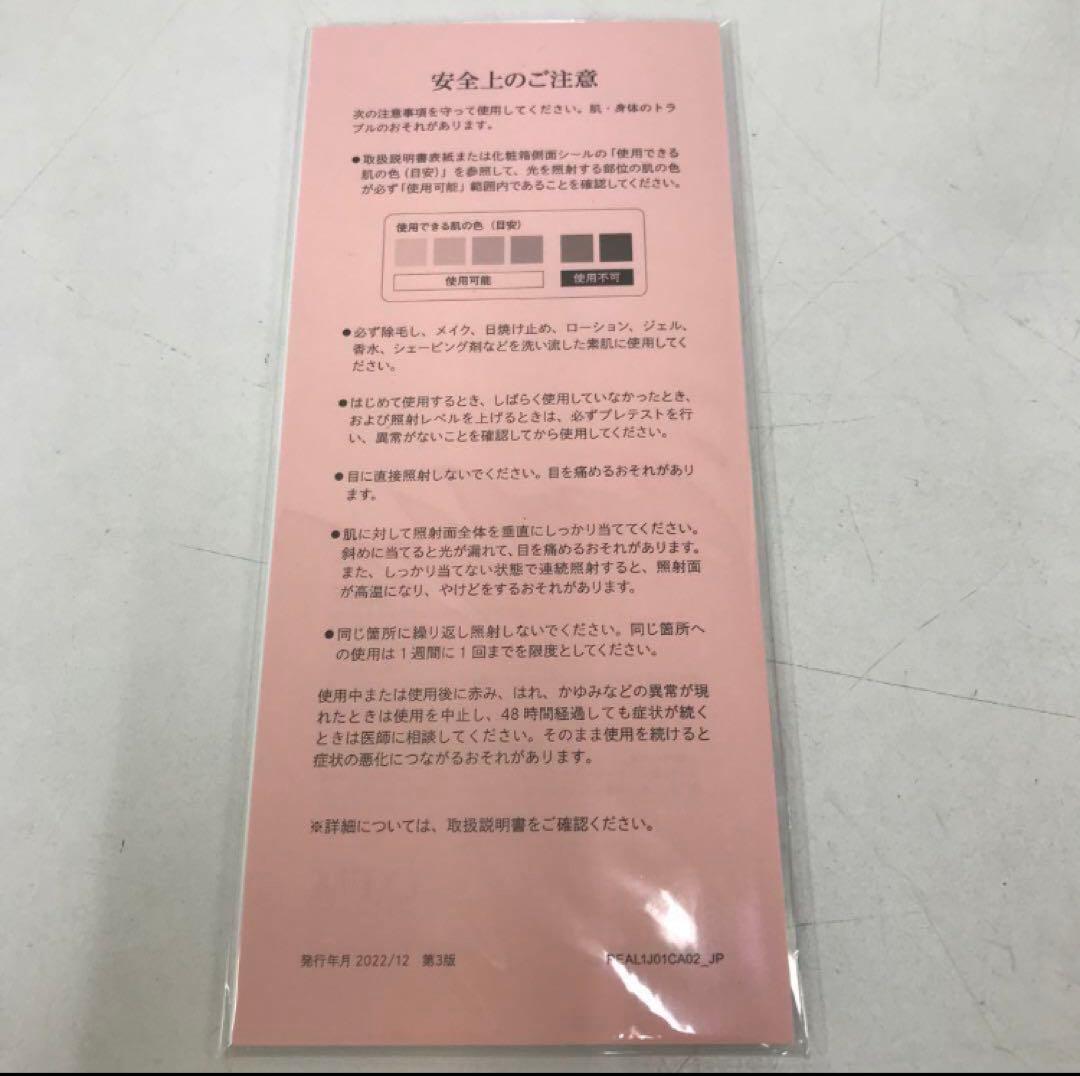 安全上のご注意
次の注意事項を守って使用してください。肌・身体のトラ
ブルのおそれがあります。
●取扱説明書表紙または化粧箱側面シールの「使用できる
肌の色（目安）」を参照して、光を照射する部位の肌の色
が必ず「使用可能」範囲内であることを確認してください。
使用できる肌の色（目安）
使用可能
使用不可
●必ず除毛し、メイク、日焼け止め、ローション、ジェル、
香水、シェービング剤などを洗い流した素肌に使用してく
ださい。
●はじめて使用するとき、しばらく使用していなかったとき、
および照射レベルを上げるときは、必ずプレテストを行
い、異常がないことを確認してから使用してください。
●目に直接照射しないでください。目を痛めるおそれがあり
ます。
●肌に対して照射面全体を垂直にしっかり当ててください。
斜めに当てると光が漏れて、目を痛めるおそれがあります。
また、しっかり当てない状態で連続照射すると、照射面
が高温になり、やけどをするおそれがあります。
●同じ箇所に繰り返し照射しないでください。同じ箇所へ
の使用は1週間に1回までを限度としてください。
使用中または使用後に赤み、はれ、かゆみなどの異常が現
れたときは使用を中止し、48時間経過しても症状が続く
ときは医師に相談してください。そのまま使用を続けると
症状の悪化につながるおそれがあります。
※詳細については、取扱説明書をご確認ください。
発行年月 2022/12　第3版